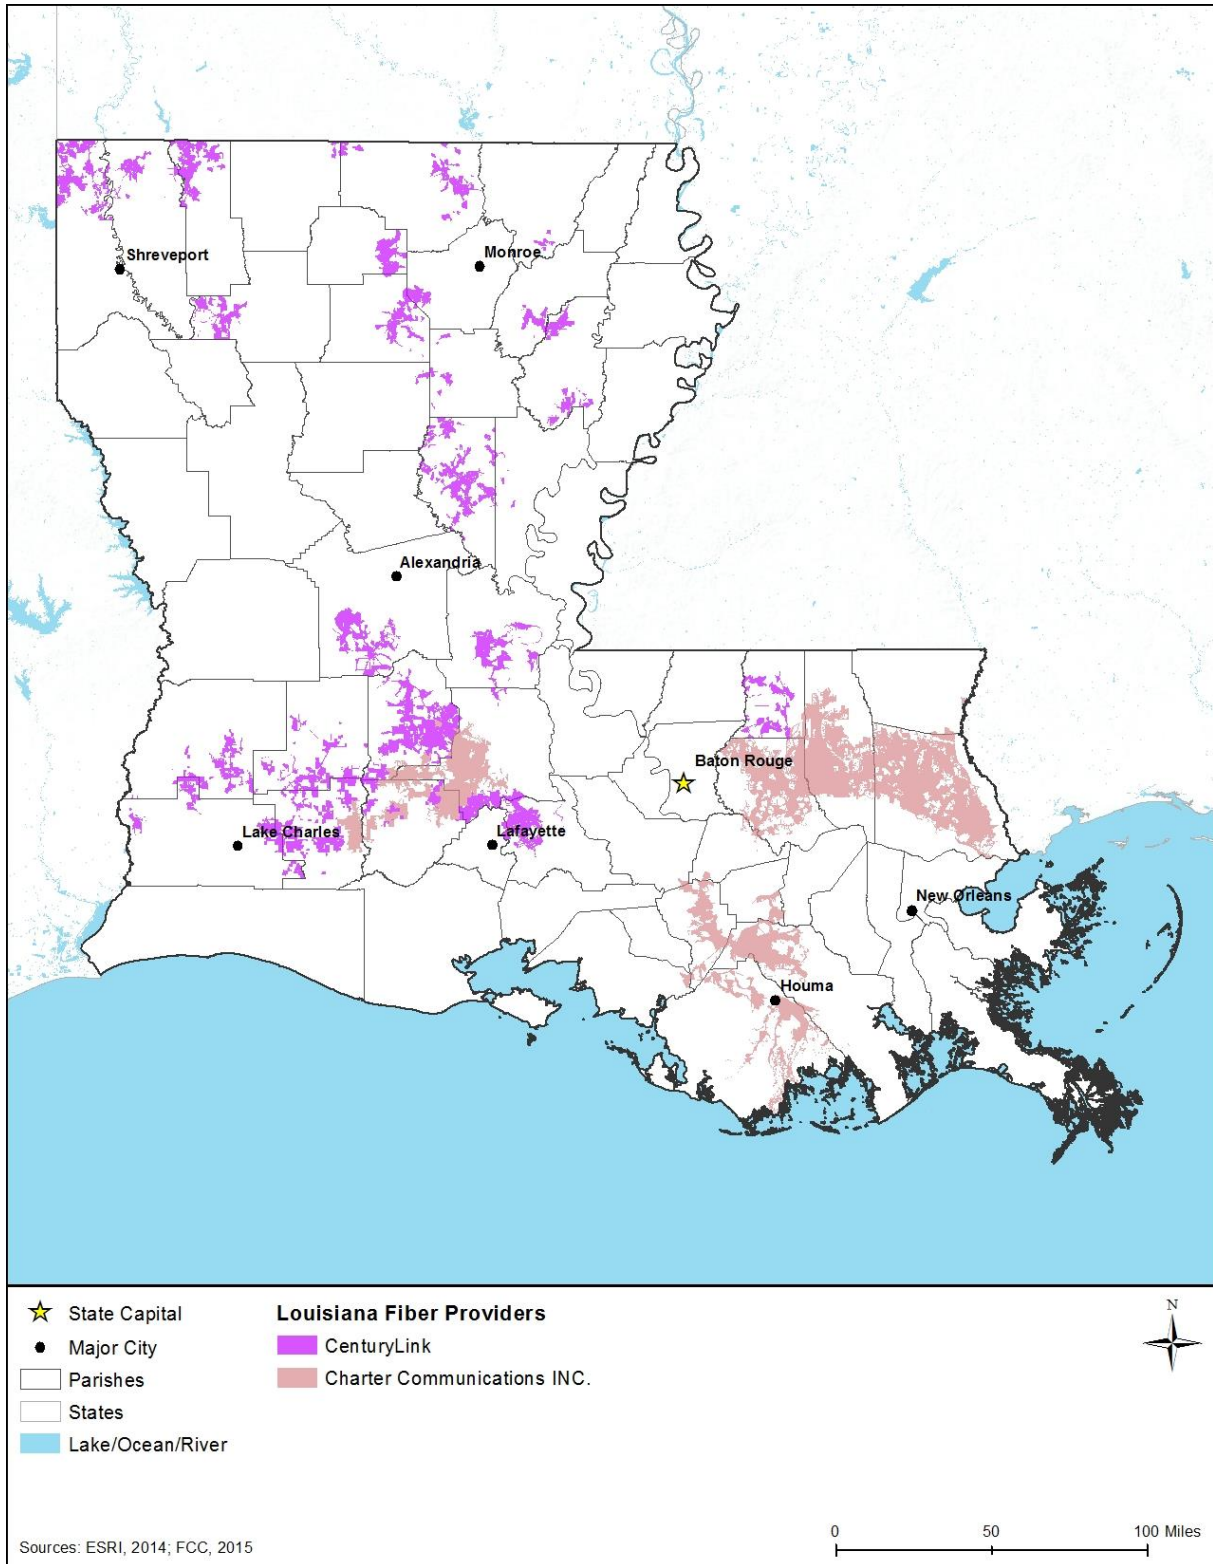 Shreveport
Monroe
Alexandria
Baton Rouge
Lake Charles
Lafayette
New Orleans
Houma
State Capital
Major City
Parishes
States
Lake/Ocean/River
Louisiana Fiber Providers
CenturyLink
Charter Communications INC.
N
Sources: ESRI, 2014; FCC, 2015
0 50 100 Miles